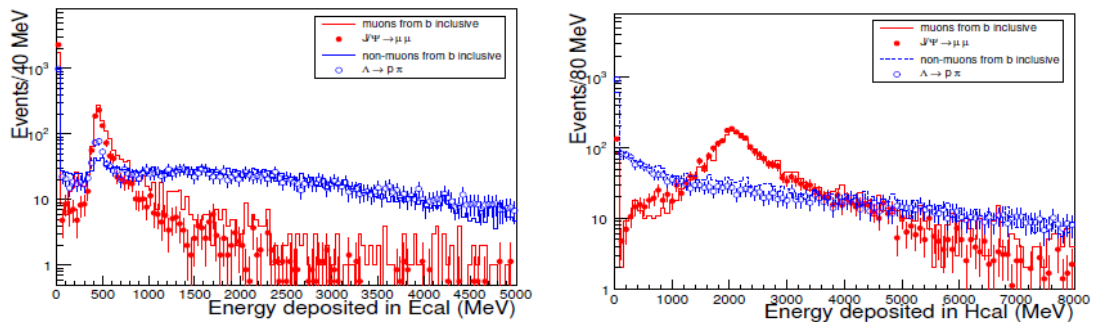 Events/40 MeV
10³
10²
10
1
muons from b inclusive
J/Ψ→μμ
non-muons from b inclusive
Λ → p π
0 500 1000 1500 2000 2500 3000 3500 4000 4500 5000
Energy deposited in Ecal (MeV)
Events/80 MeV
10³
10²
10
1
muons from b inclusive
J/Ψ→μμ
non-muons from b inclusive
Λ → p π
0 1000 2000 3000 4000 5000 6000 7000 8000
Energy deposited in Hcal (MeV)